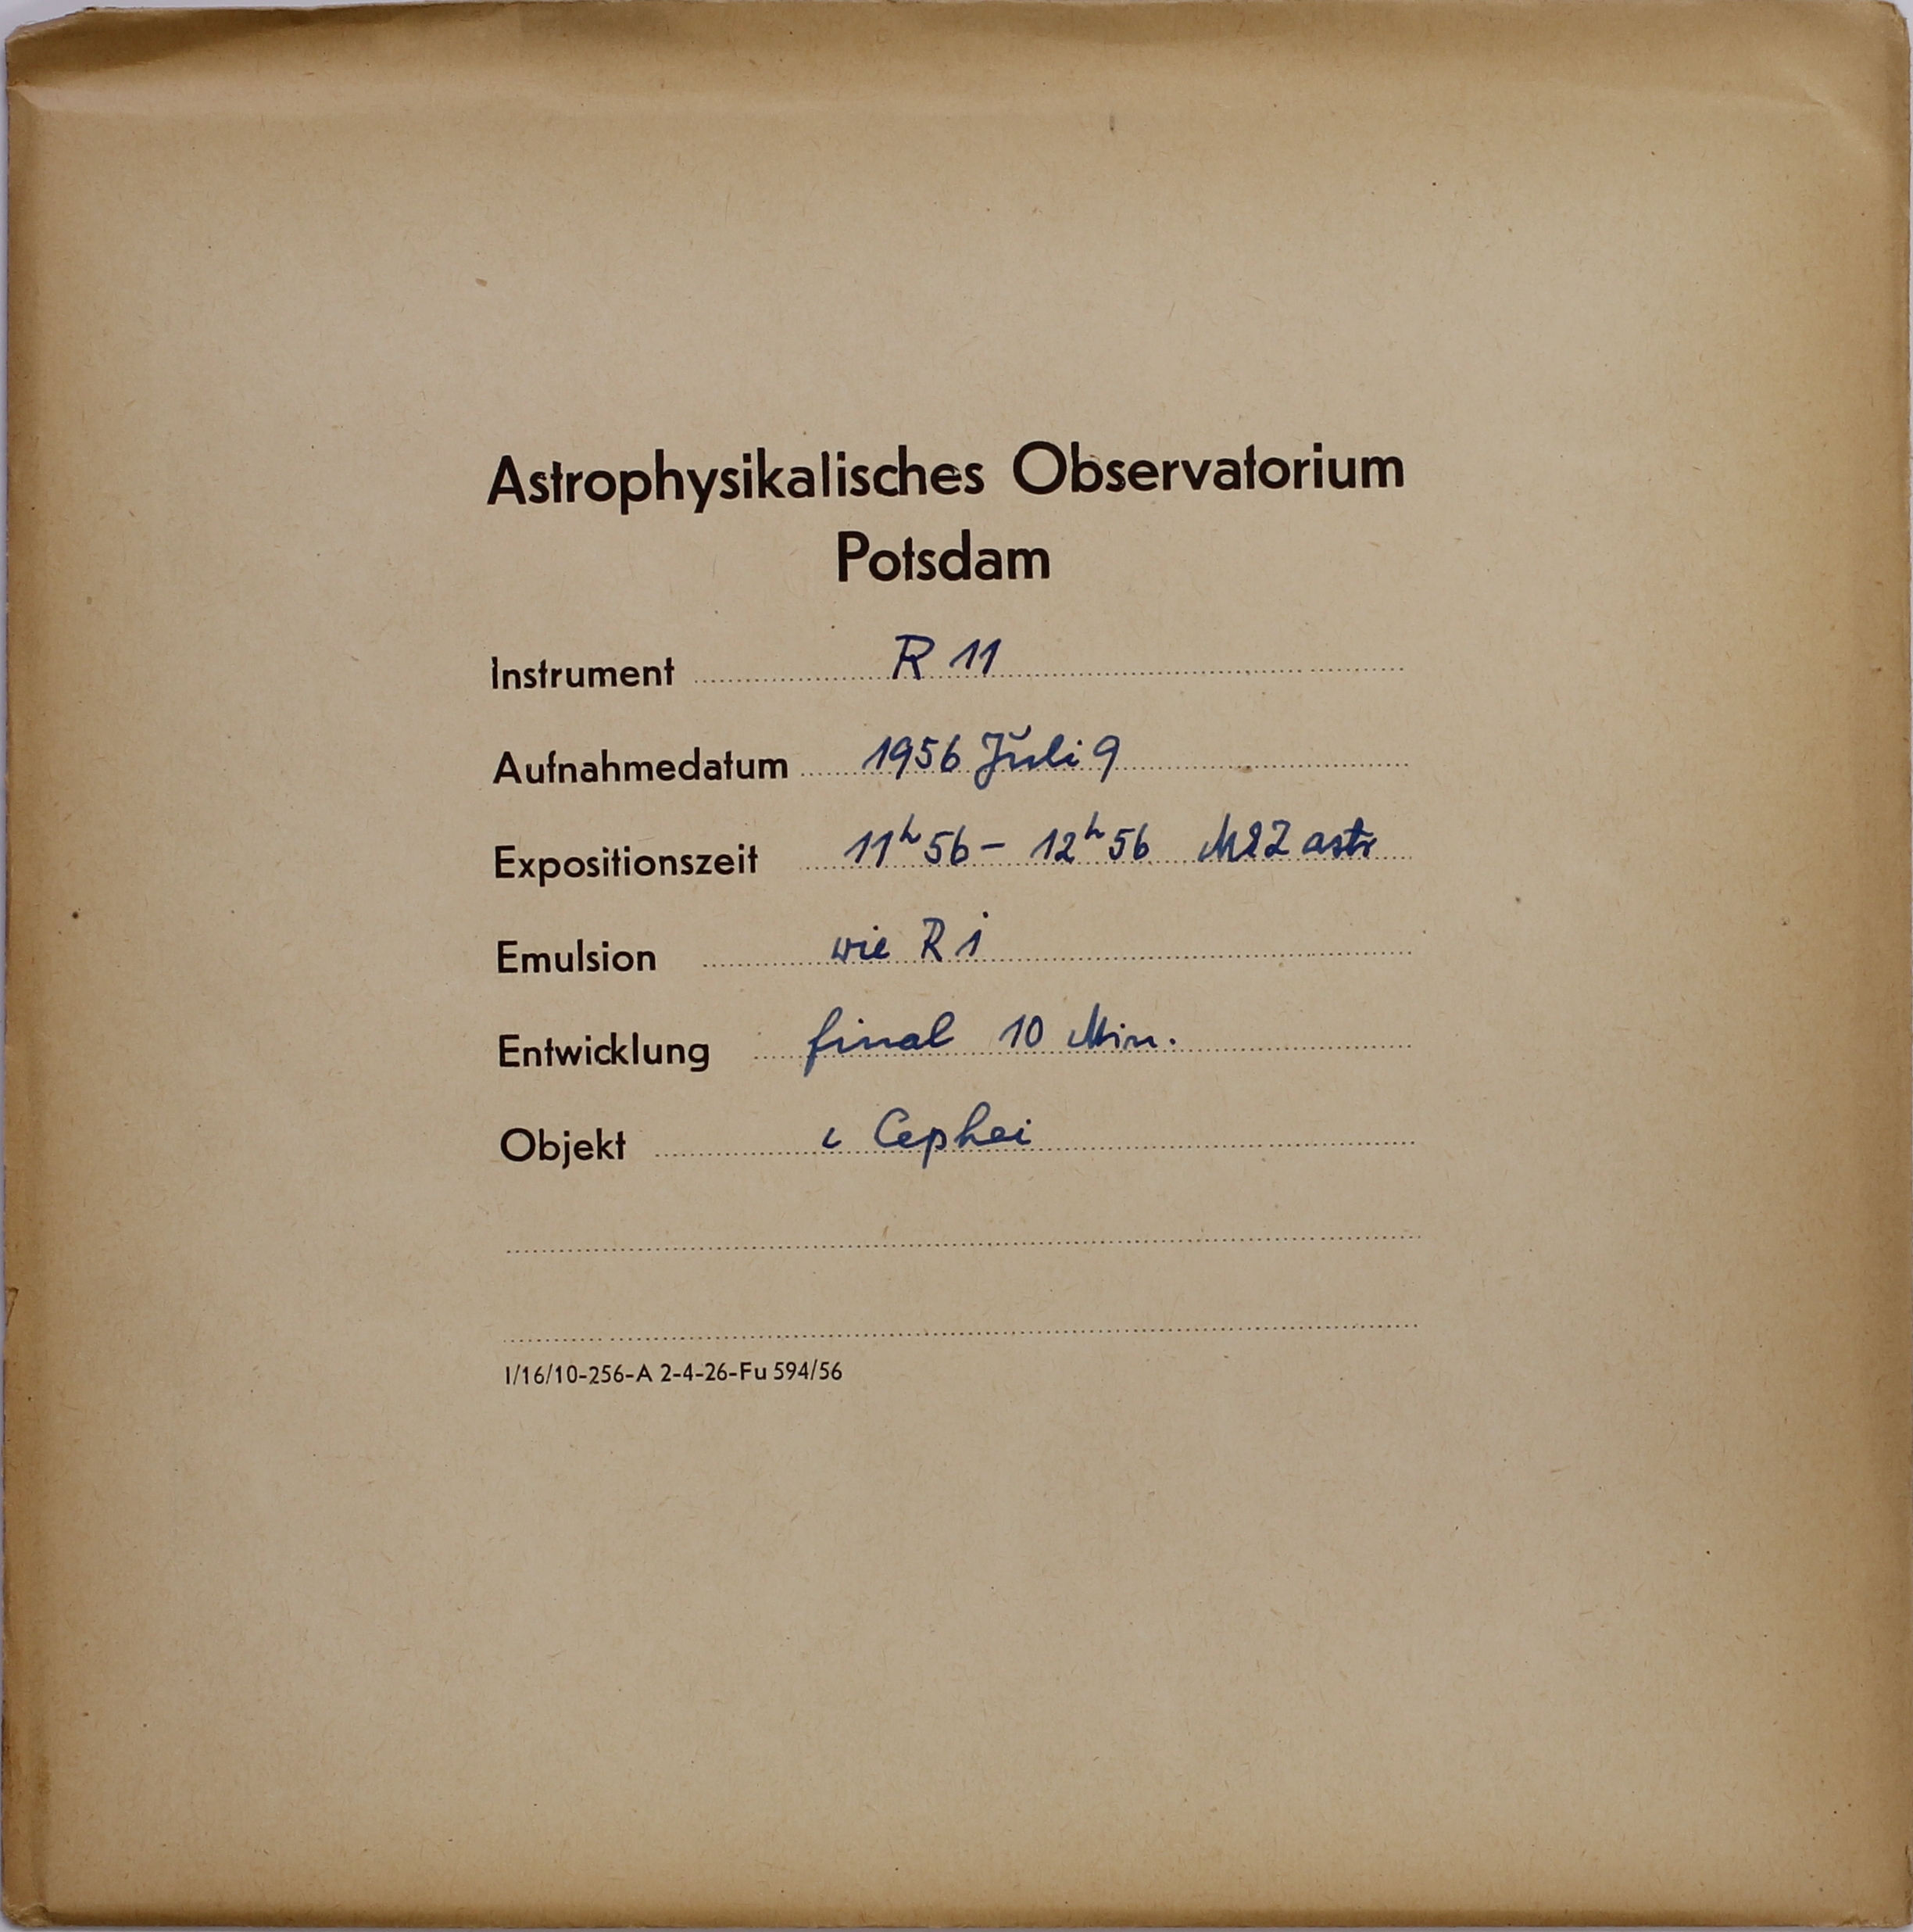 Astrophysikalisches Observatorium
Potsdam
Instrument R 11
Aufnahmedatum 1956 Juli 9
Expositionszeit 11ʰ56 – 12ʰ56 MEZ astr
Emulsion wie R 1
Entwicklung final 10 Min.
Objekt ι Cephei
I/16/10-256-A 2-4-26-Fu 594/56